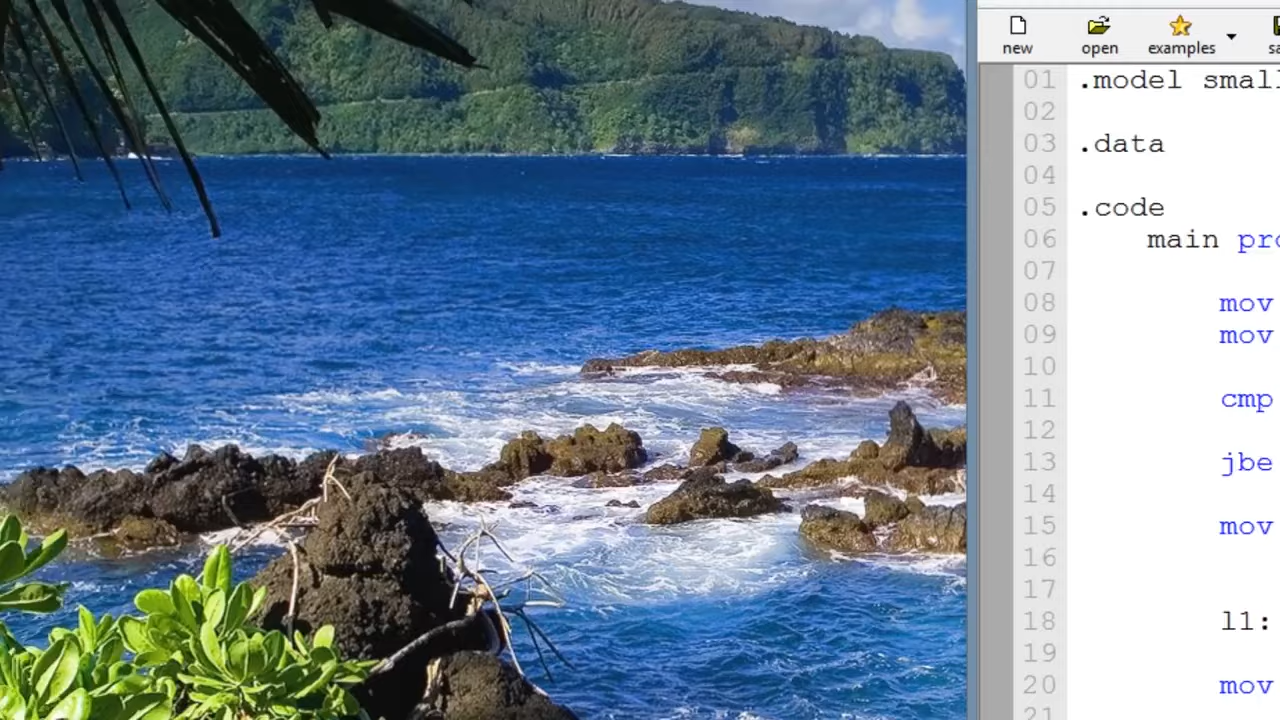 new open examples
01 .model small
02
03 .data
04
05 .code
06 main
07
08 mov
09 mov
10
11 cmp
12
13 jbe
14
15 mov
16
17
18 l1:
19
20 mov
21